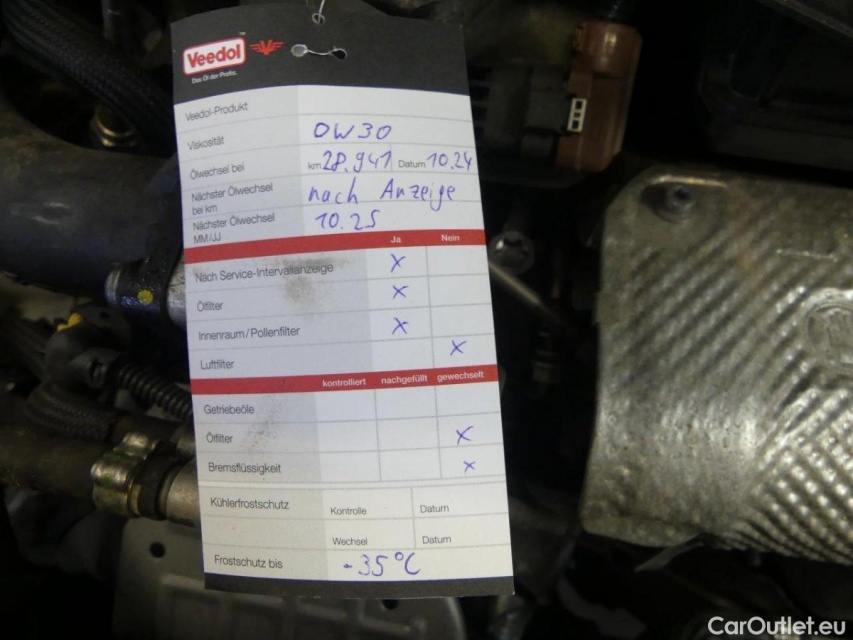 Veedol
Das Öl der Profis.
Veedol-Produkt
Viskosität OW30
Ölwechsel bei km 28.941 Datum 10.24
Nächster Ölwechsel bei km nach Anzeige
Nächster Ölwechsel MM/JJ 10.25
Ja Nein
Nach Service-Intervallanzeige X
Ölfilter X
Innenraum/Pollenfilter X
Luftfilter X
kontrolliert nachgefüllt gewechselt
Getriebeöle
Ölfilter X
Bremsflüssigkeit X
Kühlerfrostschutz Kontrolle Datum
Wechsel Datum
Frostschutz bis -35°C
CarOutlet.eu